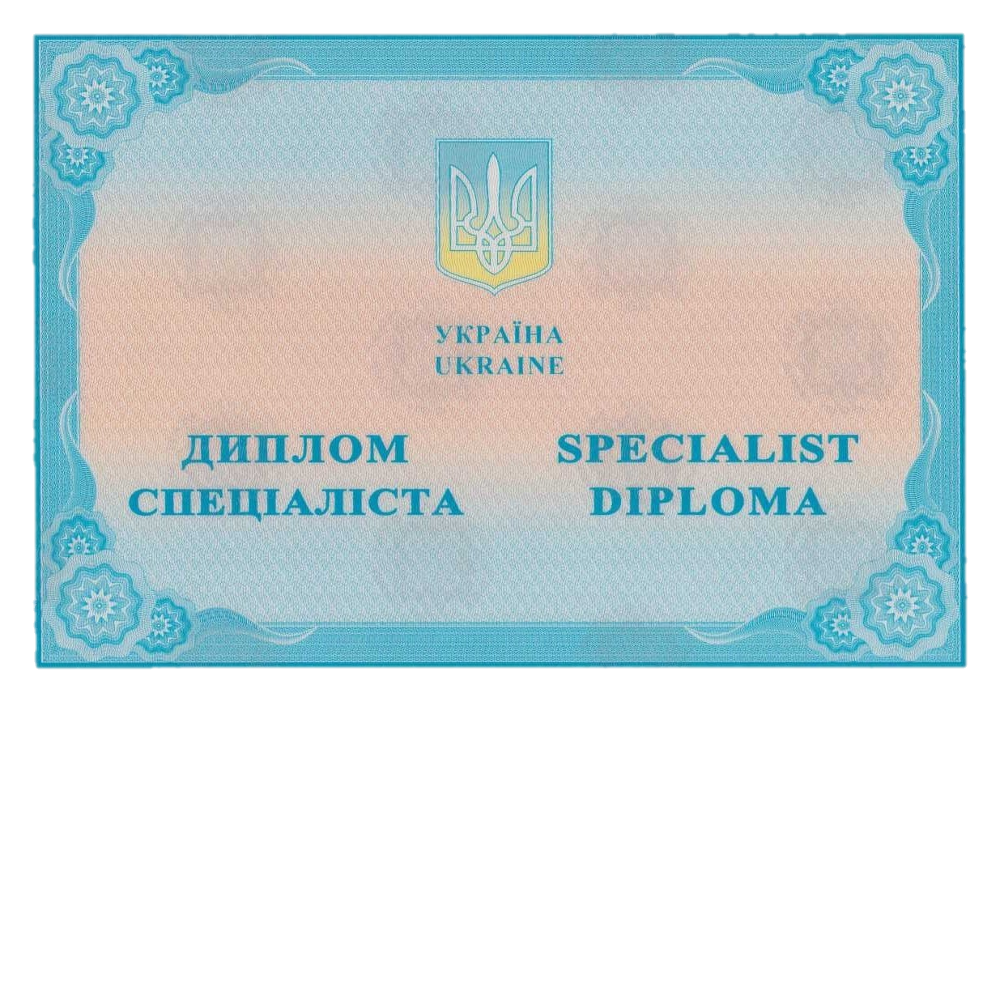 УКРАЇНА
UKRAINE
ДИПЛОМ
СПЕЦІАЛІСТА
SPECIALIST
DIPLOMA